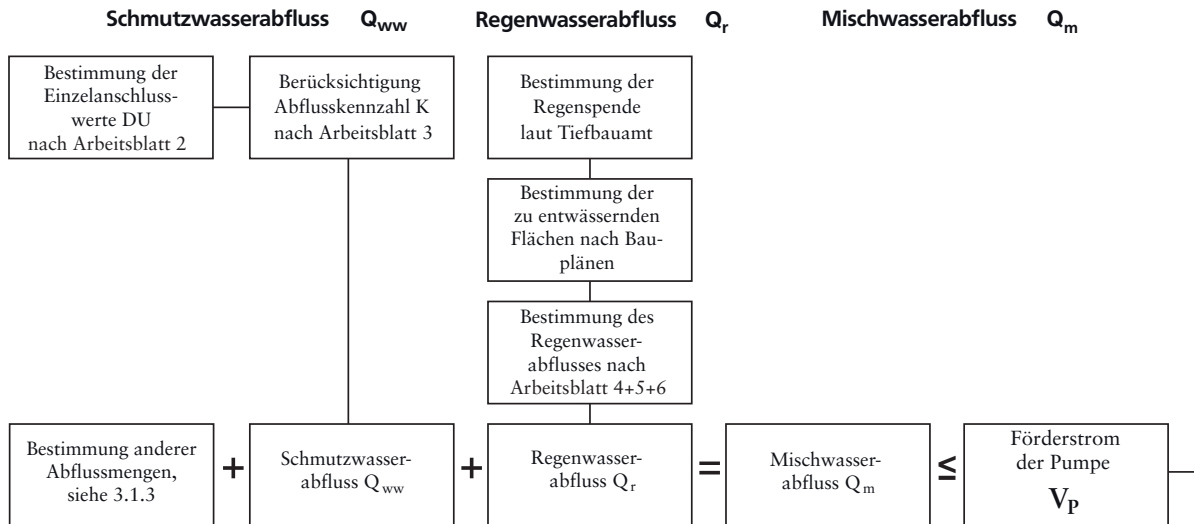 Schmutzwasserabfluss Q_ww
Regenwasserabfluss Q_r
Mischwasserabfluss Q_m
Bestimmung der
Einzelanschluss-
werte DU
nach Arbeitsblatt 2
Berücksichtigung
Abflusskennzahl K
nach Arbeitsblatt 3
Bestimmung der
Regenspende
laut Tiefbauamt
Bestimmung der
zu entwässernden
Flächen nach Bau-
plänen
Bestimmung des
Regenwasser-
abflusses nach
Arbeitsblatt 4+5+6
Bestimmung anderer
Abflussmengen,
siehe 3.1.3
+
Schmutzwasser-
abfluss Q_ww
+
Regenwasser-
abfluss Q_r
=
Mischwasser-
abfluss Q_m
≤
Förderstrom
der Pumpe
V_P